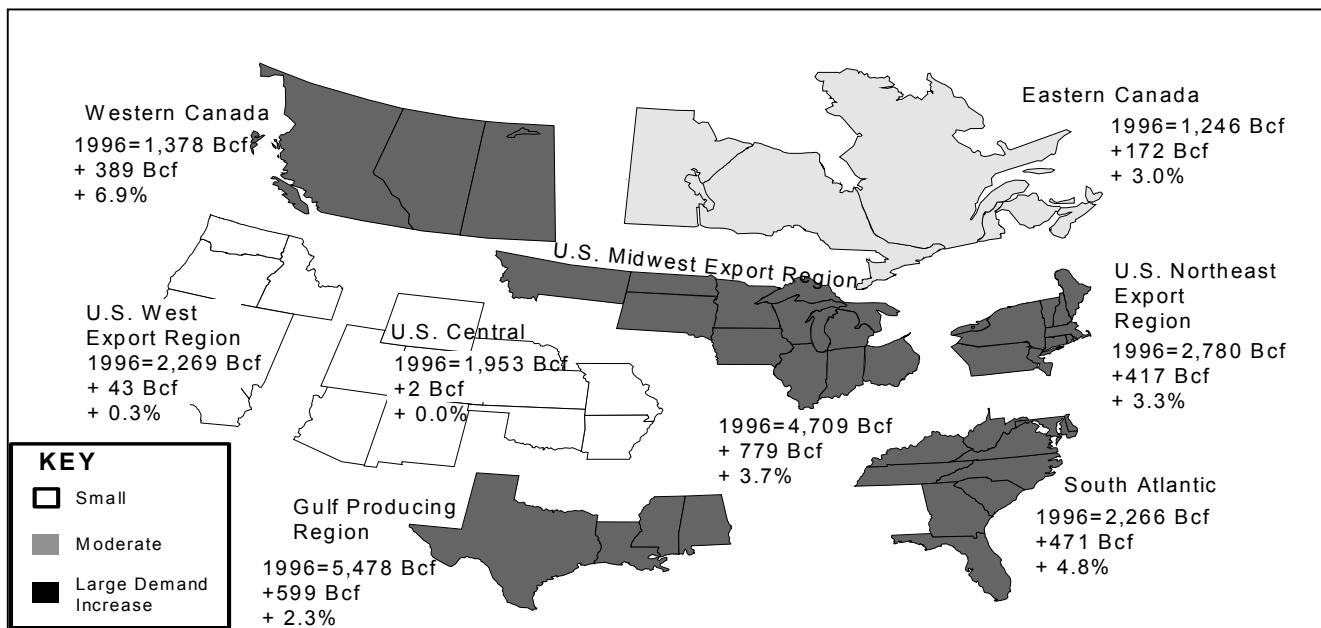 Western Canada
1996=1,378 Bcf
+ 389 Bcf
+ 6.9%
Eastern Canada
1996=1,246 Bcf
+172 Bcf
+ 3.0%
U.S. Midwest Export Region
1996=4,709 Bcf
+ 779 Bcf
+ 3.7%
U.S. Northeast
Export
Region
1996=2,780 Bcf
+417 Bcf
+ 3.3%
U.S. West
Export Region
1996=2,269 Bcf
+ 43 Bcf
+ 0.3%
U.S. Central
1996=1,953 Bcf
+2 Bcf
+ 0.0%
South Atlantic
1996=2,266 Bcf
+471 Bcf
+ 4.8%
Gulf Producing
Region
1996=5,478 Bcf
+599 Bcf
+ 2.3%
KEY
Small
Moderate
Large Demand
Increase